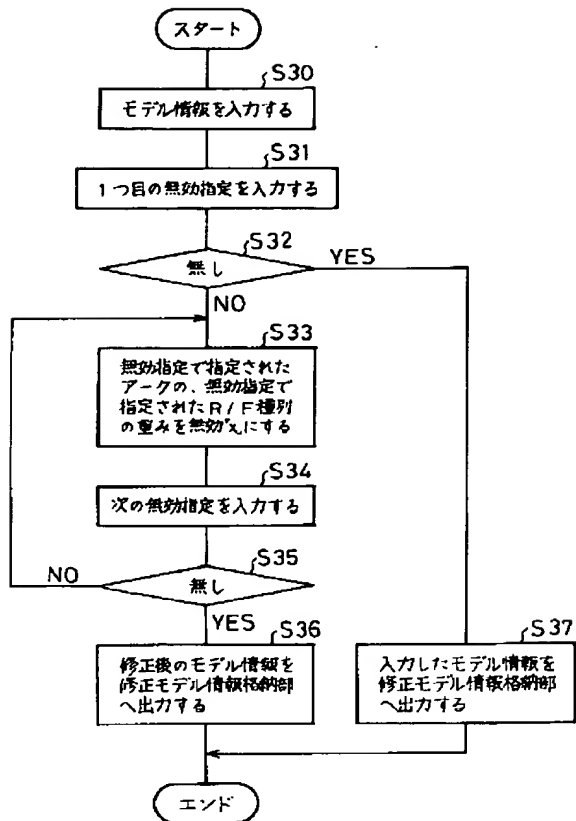 スタート
S30
モデル情報を入力する
S31
1つ目の無効指定を入力する
S32
無し
YES
NO
S33
無効指定で指定された
アークの、無効指定で
指定されたR/F種別
の重みを無効"x"にする
S34
次の無効指定を入力する
S35
無し
NO
YES
S36
修正後のモデル情報を
修正モデル情報格納部
へ出力する
S37
入力したモデル情報を
修正モデル情報格納部
へ出力する
エンド